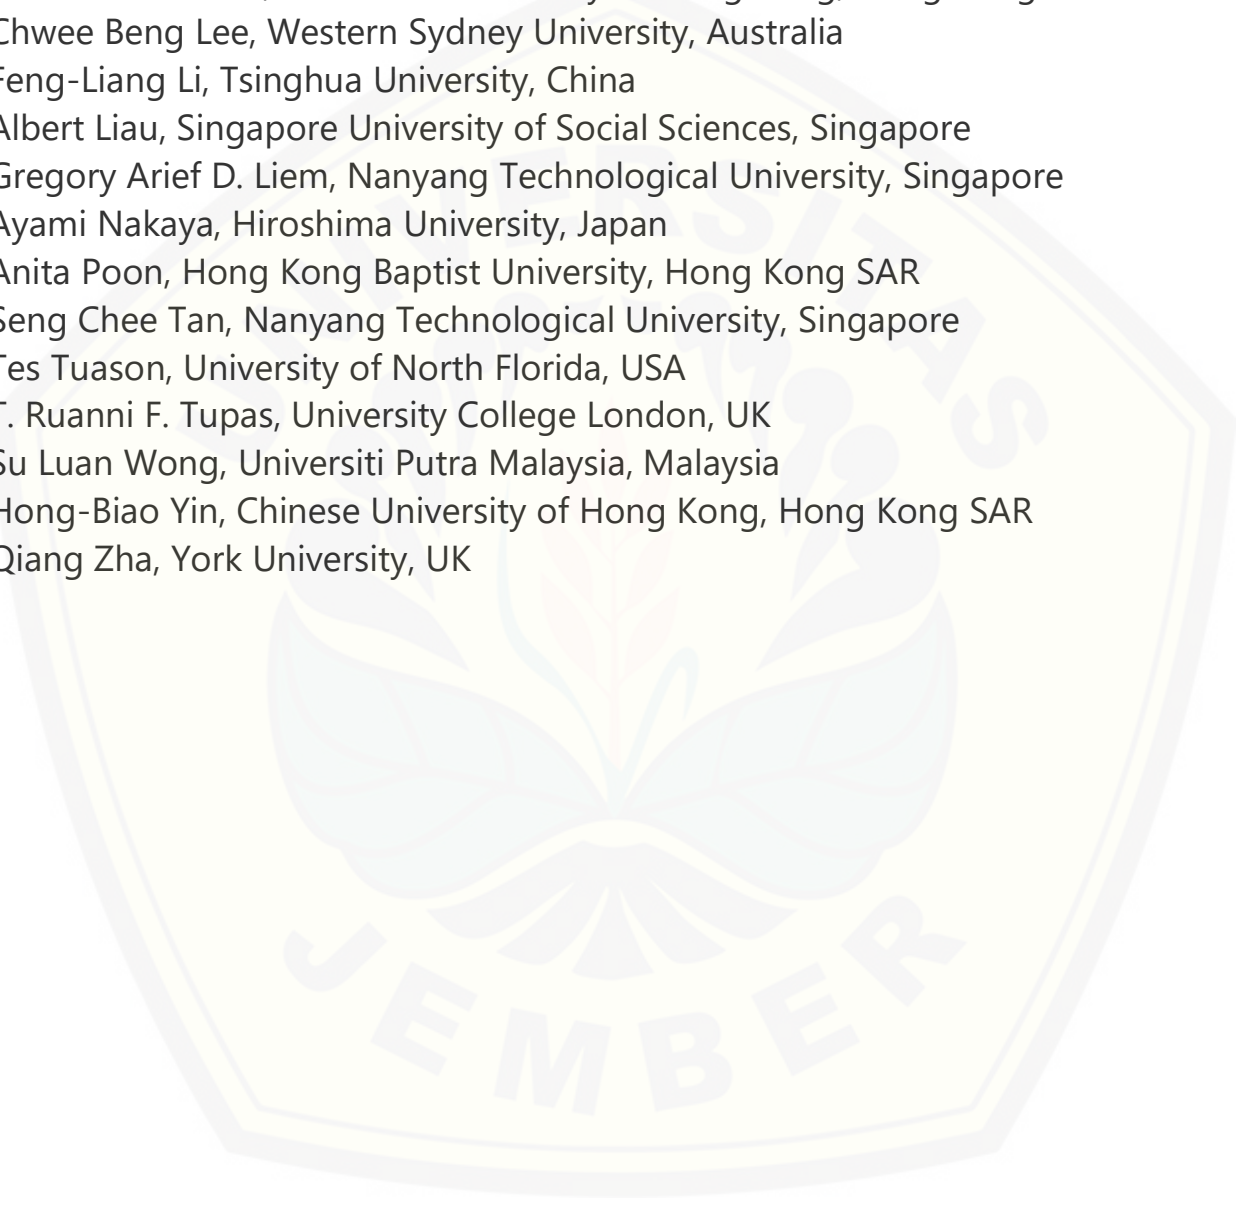 Chwee Beng Lee, Western Sydney University, Australia
Feng-Liang Li, Tsinghua University, China
Albert Liau, Singapore University of Social Sciences, Singapore
Gregory Arief D. Liem, Nanyang Technological University, Singapore
Ayami Nakaya, Hiroshima University, Japan
Anita Poon, Hong Kong Baptist University, Hong Kong SAR
Seng Chee Tan, Nanyang Technological University, Singapore
Tes Tuason, University of North Florida, USA
T. Ruanni F. Tupas, University College London, UK
Su Luan Wong, Universiti Putra Malaysia, Malaysia
Hong-Biao Yin, Chinese University of Hong Kong, Hong Kong SAR
Qiang Zha, York University, UK
UNIVERSITAS
JEMBER